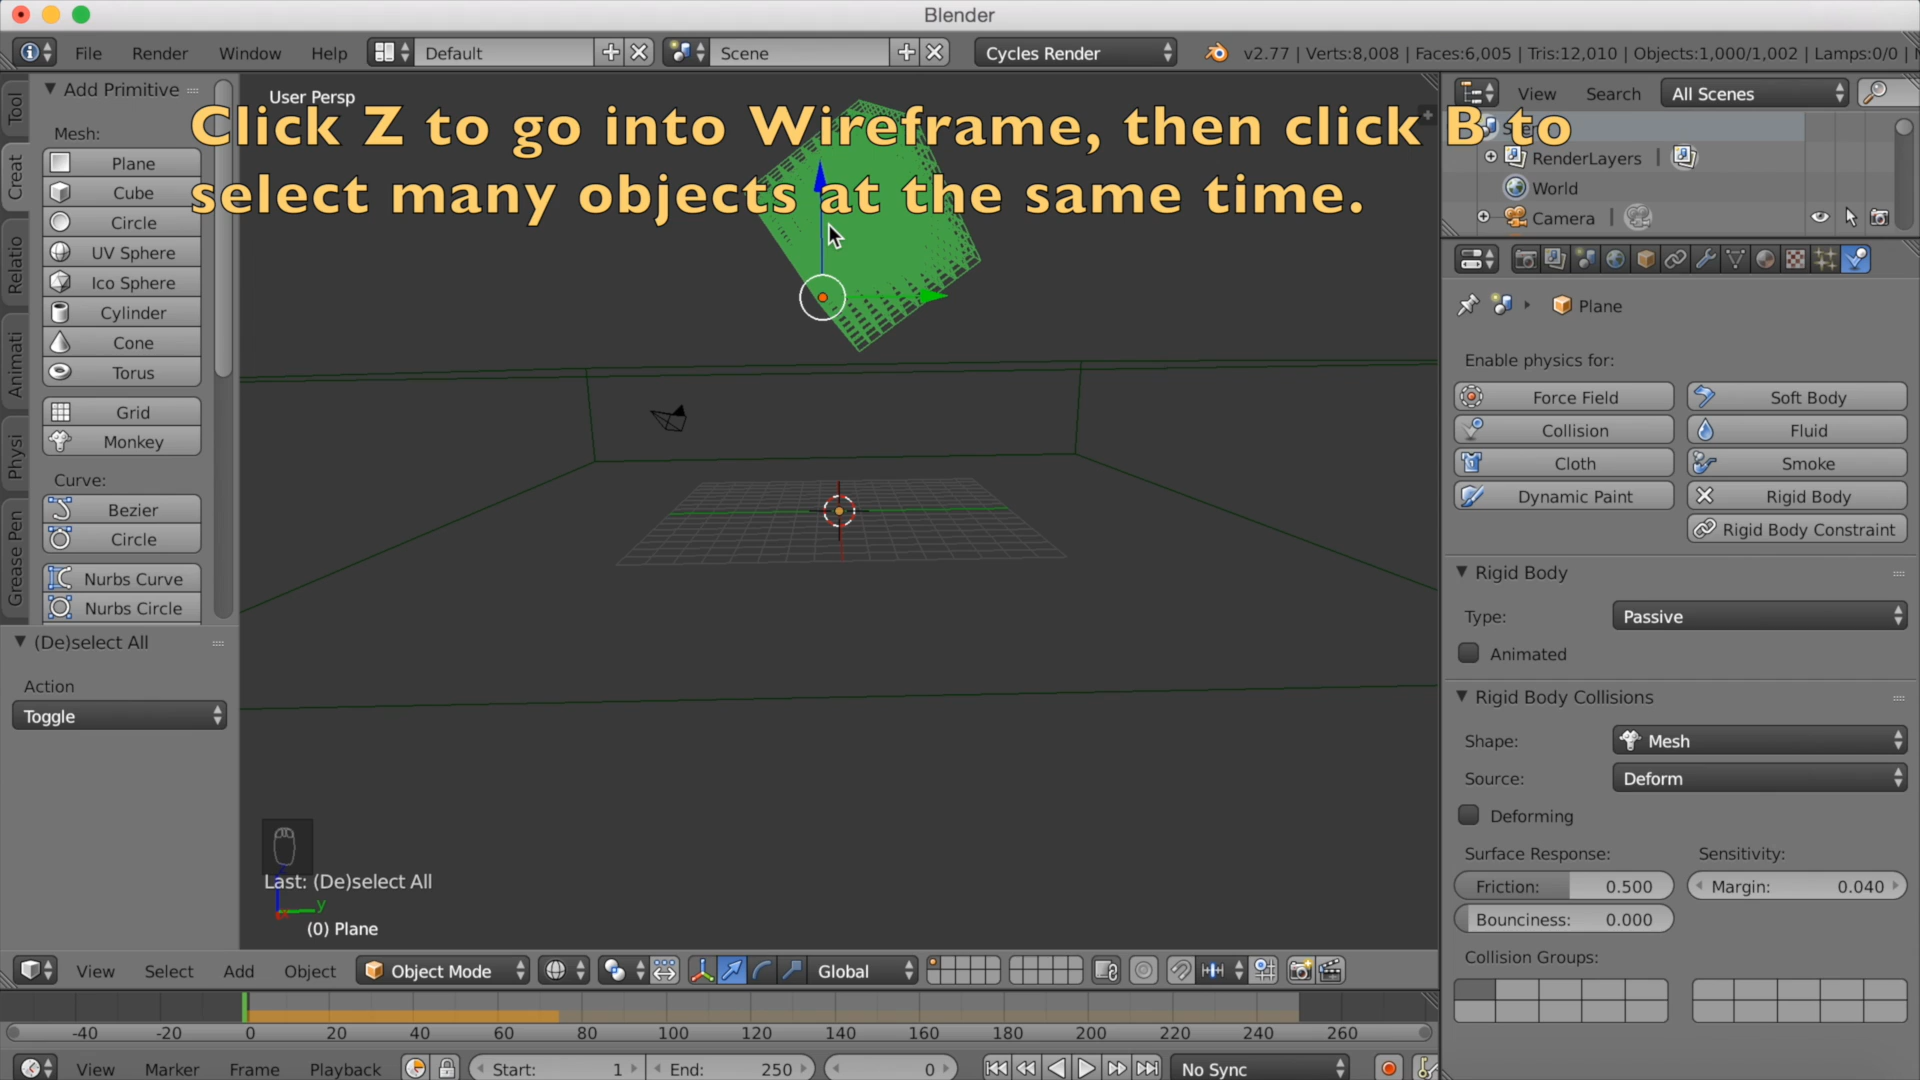 Blender
File Render Window Help Default Scene Cycles Render v2.77 | Verts:8,008 | Faces:6,005 | Tris:12,010 | Objects:1,000/1,002 | Lamps:0/0 |
Click Z to go into Wireframe, then click B to
select many objects at the same time.
Tool
Creat
Relatio
Animati
Physi
Grease Pen
Add Primitive
Mesh:
Plane
Cube
Circle
UV Sphere
Ico Sphere
Cylinder
Cone
Torus
Grid
Monkey
Curve:
Bezier
Circle
Nurbs Curve
Nurbs Circle
(De)select All
Action
Toggle
User Persp
Last: (De)select All
y
(0) Plane
View Select Add Object Object Mode Global
-40 -20 0 20 40 60 80 100 120 140 160 180 200 220 240 260
View Marker Frame Playback Start: 1 End: 250 0 No Sync
View Search All Scenes
RenderLayers
World
Camera
Plane
Enable physics for:
Force Field Soft Body
Collision Fluid
Cloth Smoke
Dynamic Paint Rigid Body
Rigid Body Constraint
Rigid Body
Type: Passive
Animated
Rigid Body Collisions
Shape: Mesh
Source: Deform
Deforming
Surface Response: Sensitivity:
Friction: 0.500 Margin: 0.040
Bounciness: 0.000
Collision Groups: